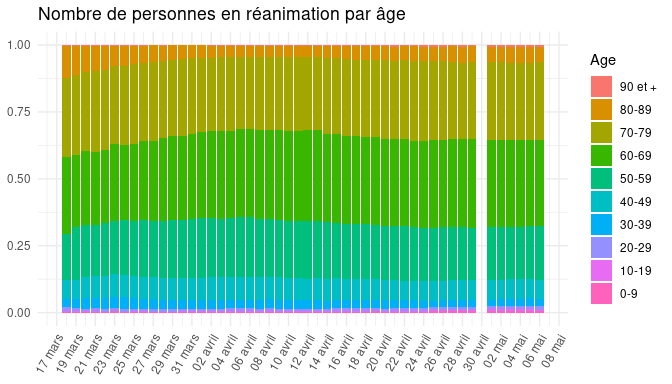 Nombre de personnes en réanimation par âge
1.00
0.75
0.50
0.25
0.00
17 mars
19 mars
21 mars
23 mars
25 mars
27 mars
29 mars
31 mars
02 avril
04 avril
06 avril
08 avril
10 avril
12 avril
14 avril
16 avril
18 avril
20 avril
22 avril
24 avril
26 avril
28 avril
30 avril
02 mai
04 mai
06 mai
08 mai
Age
90 et +
80-89
70-79
60-69
50-59
40-49
30-39
20-29
10-19
0-9